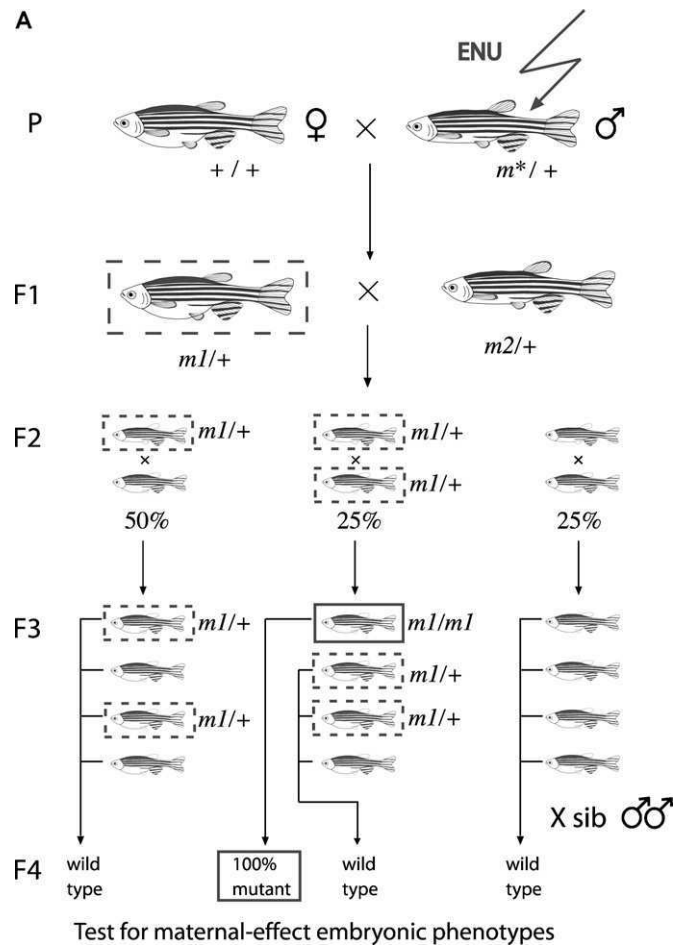 A
ENU
P
♀ × ♂
+ / + m*/ +
F1
×
m1/+ m2/+
F2
m1/+ m1/+
× × ×
m1/+
50% 25% 25%
F3
m1/+ m1/m1
m1/+
m1/+ m1/+
X sib ♂♂
F4
wild 100% wild wild
type mutant type type
Test for maternal-effect embryonic phenotypes